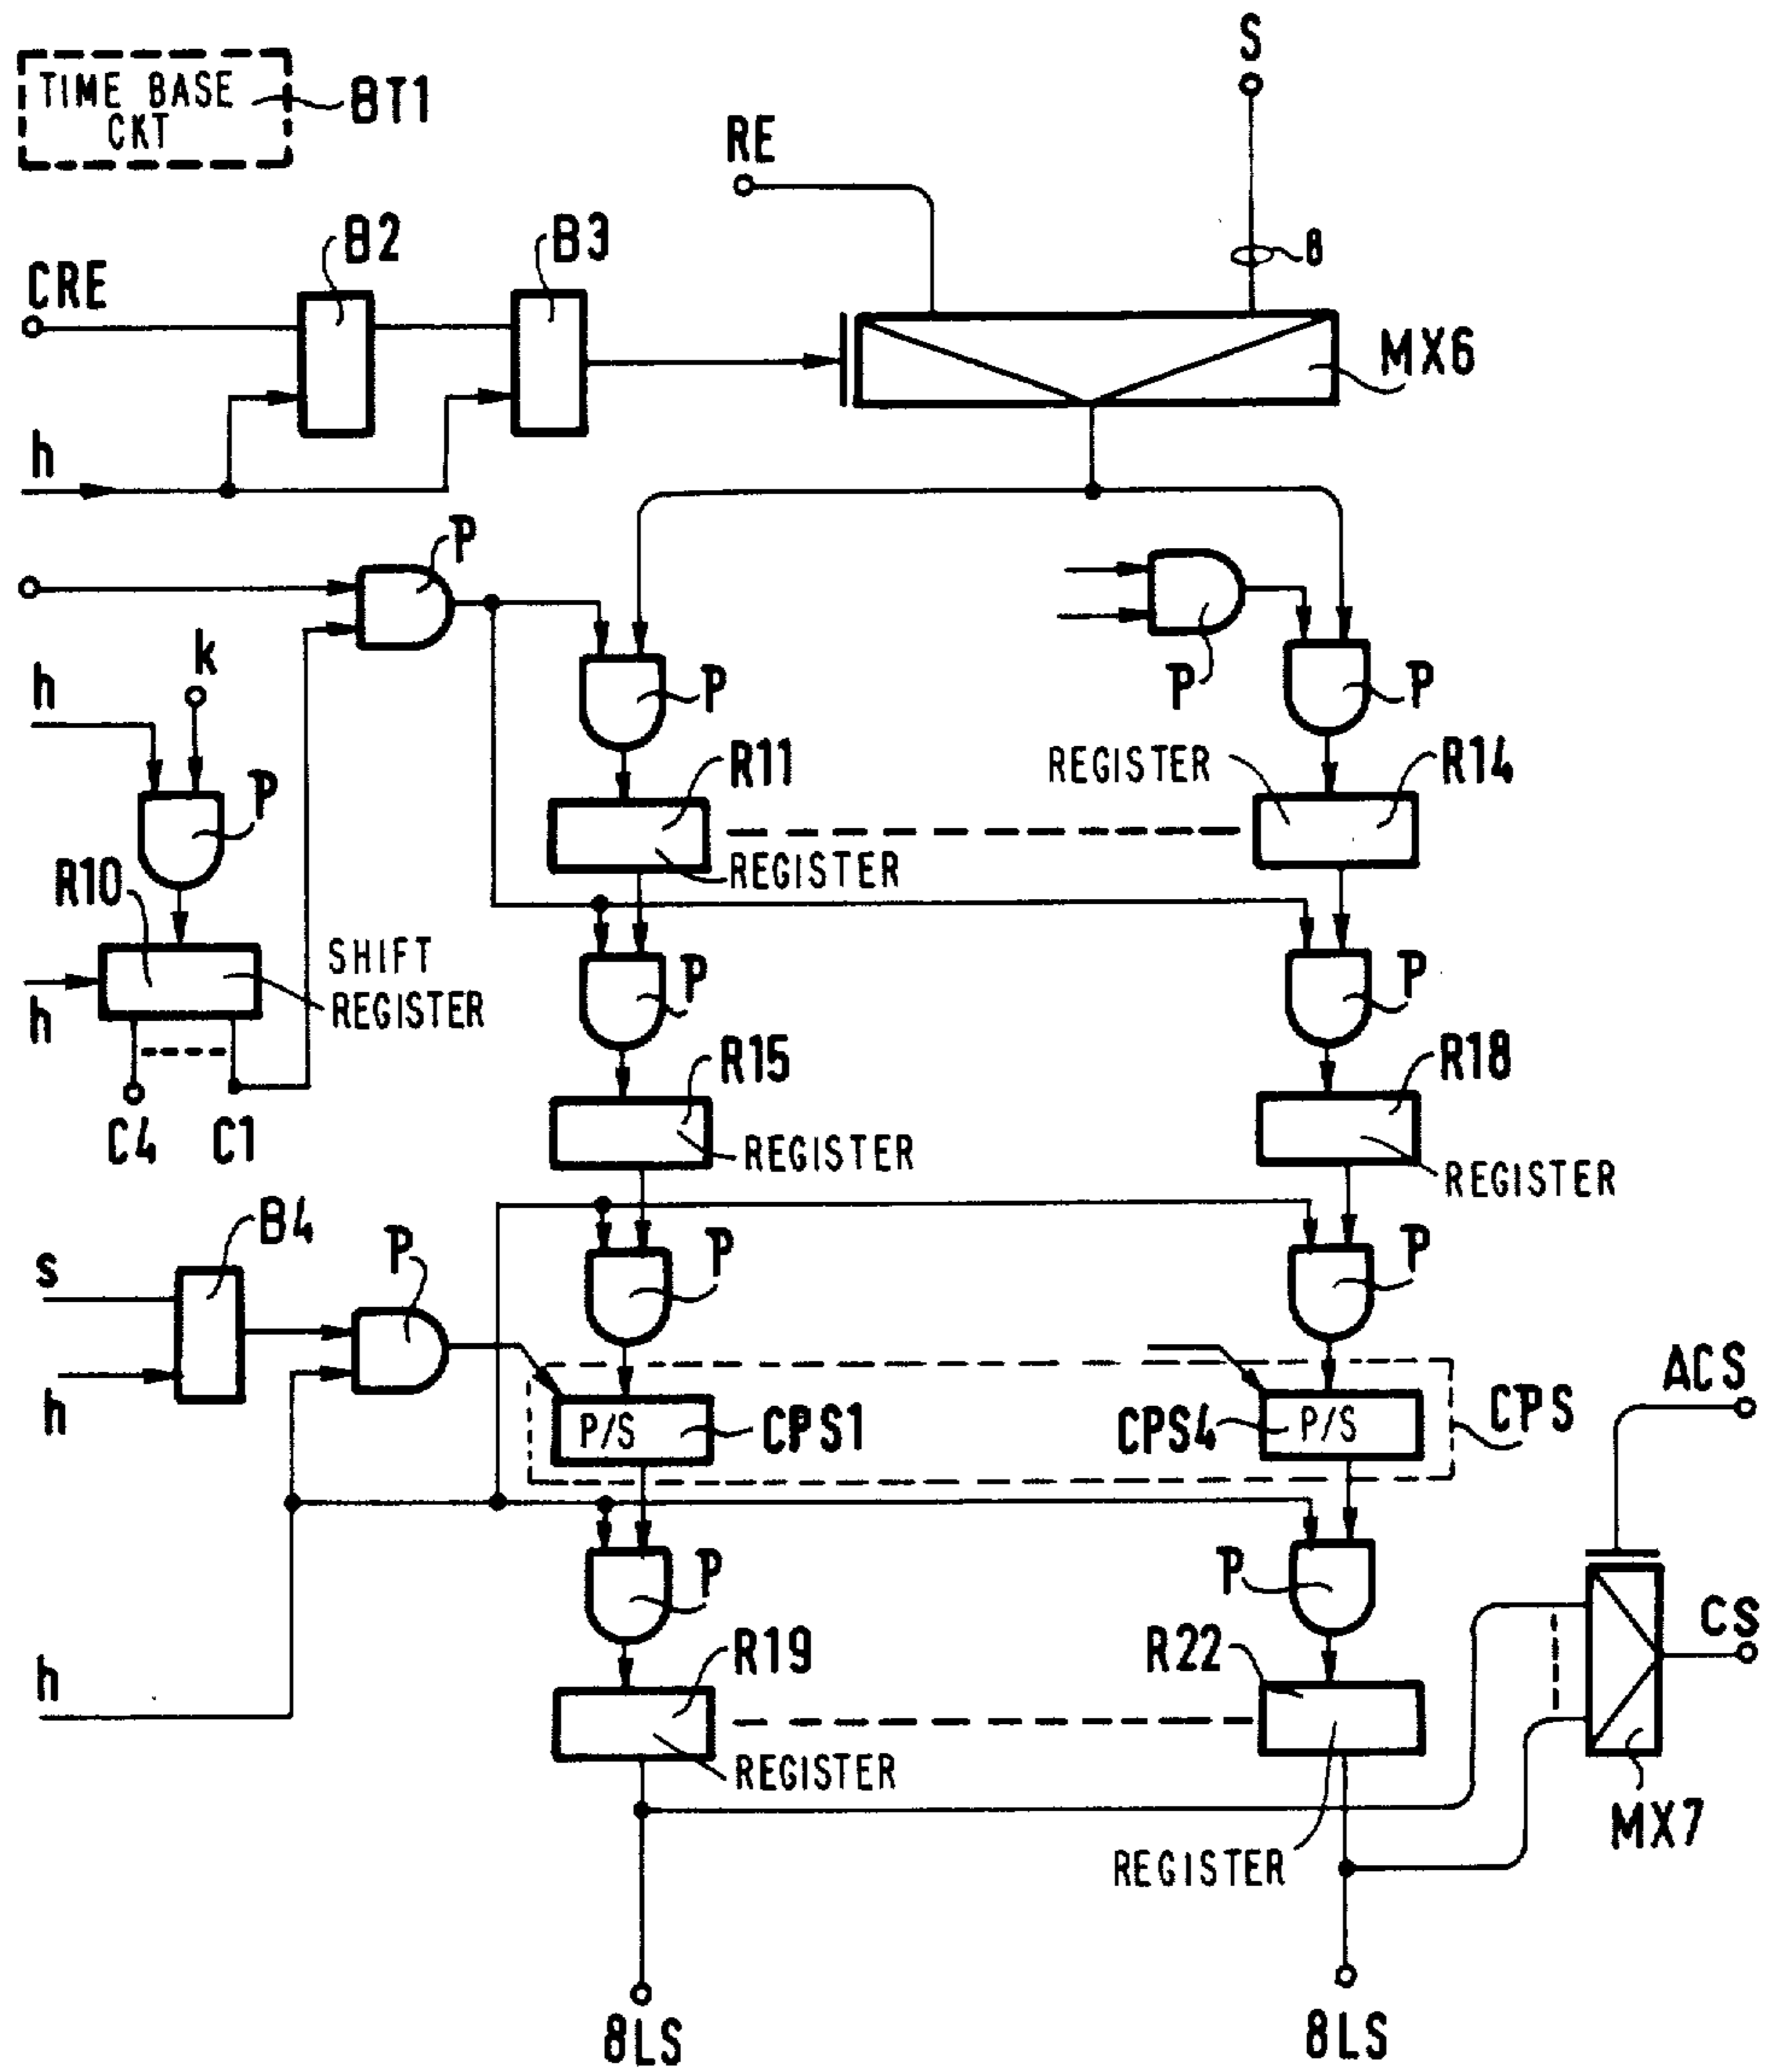 S
TIME BASE
CKT
BT1
RE
B2
B3
8
CRE
MX6
h
P
k
h
P
P
P
P
R11
REGISTER
R14
R10
REGISTER
SHIFT
REGISTER
P
P
h
R15
R18
C4
C1
REGISTER
REGISTER
B4
P
P
P
s
ACS
h
P/S
CPS1
CPS4
P/S
CPS
P
P
CS
R19
R22
h
REGISTER
MX7
REGISTER
8LS
8LS